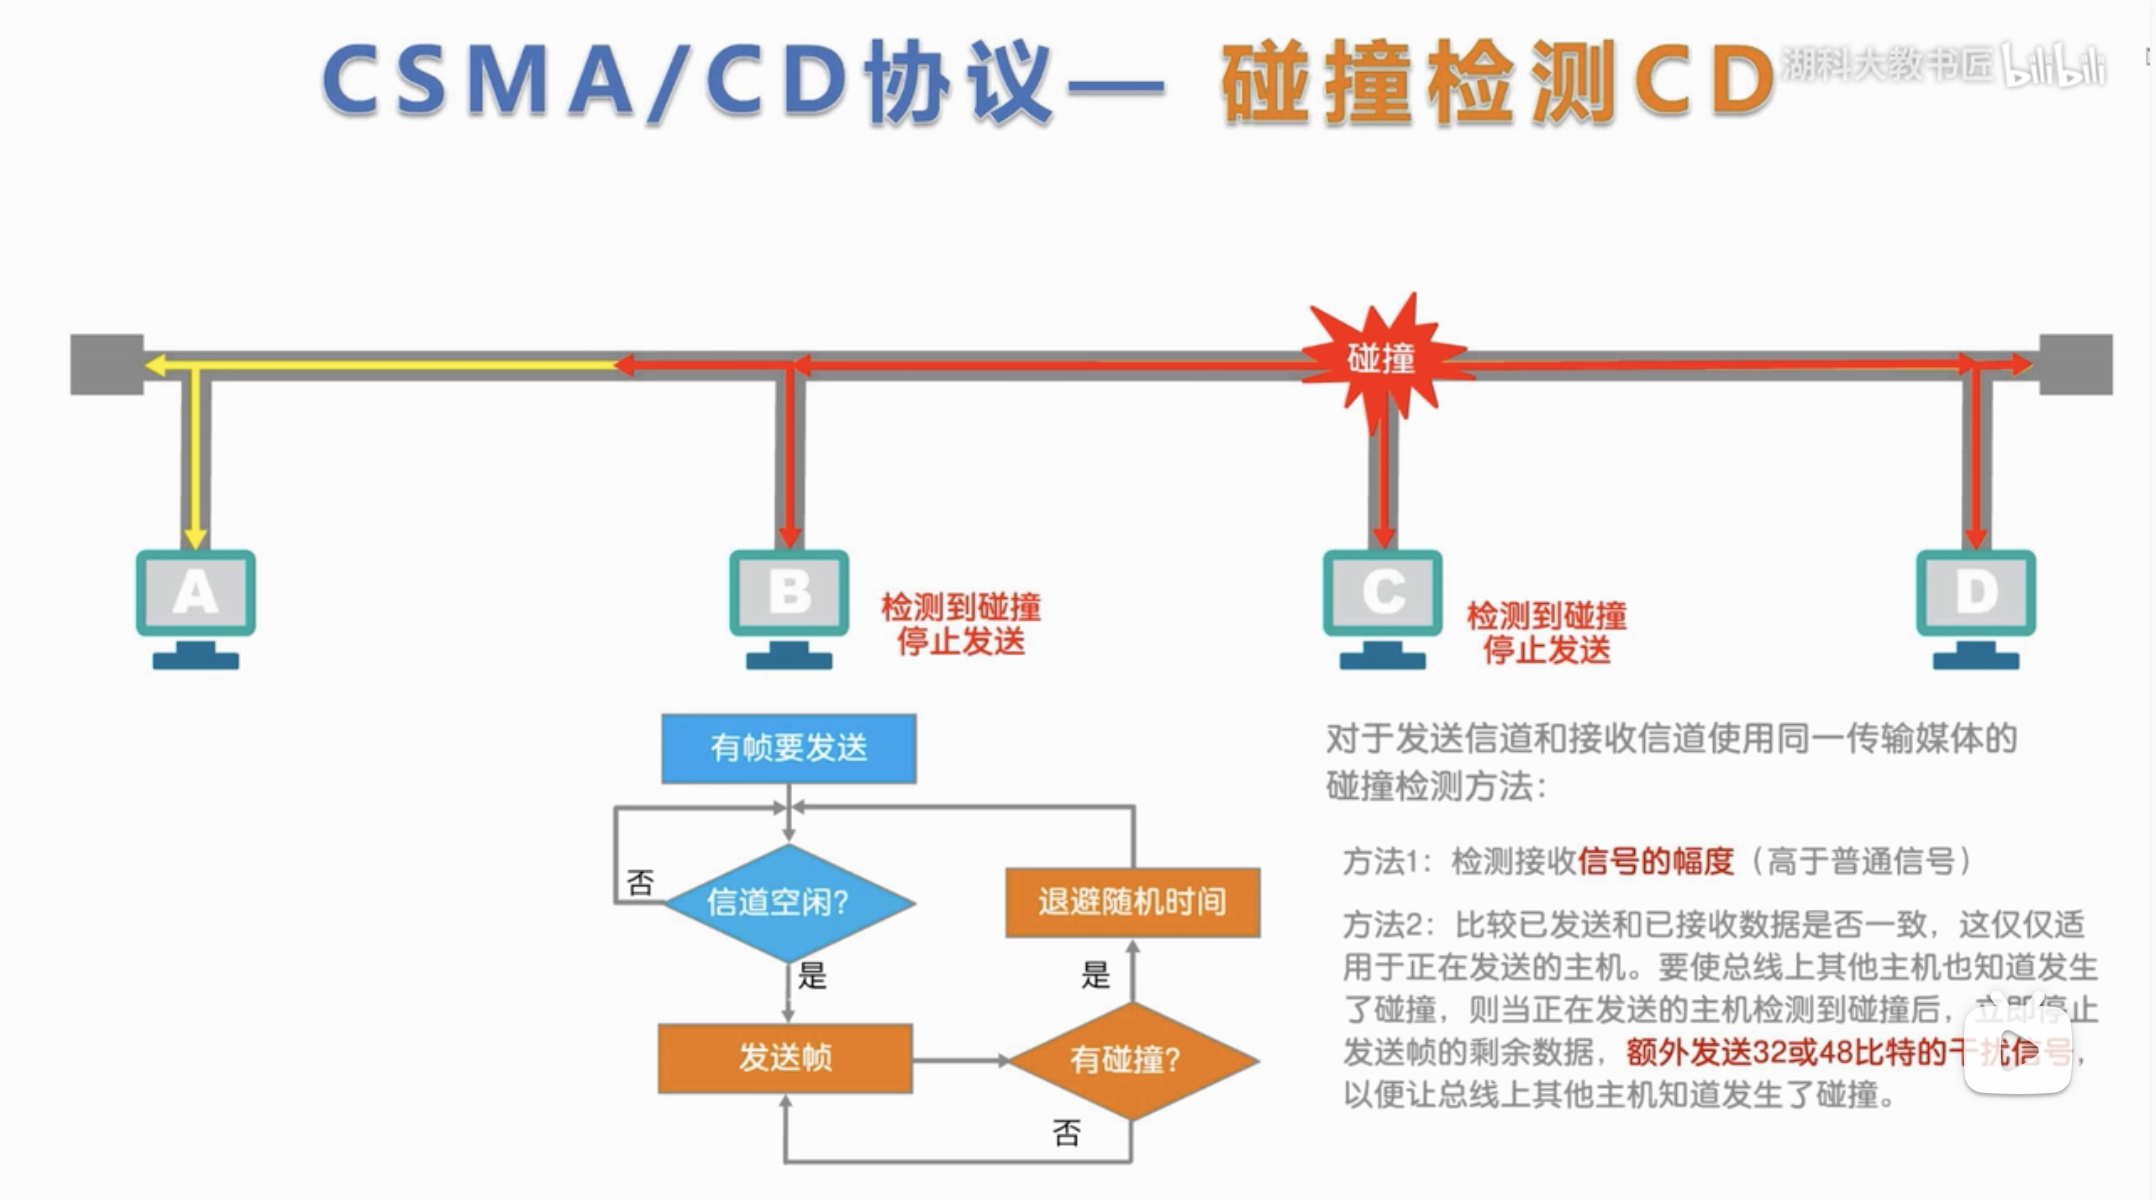 CSMA/CD协议— 碰撞检测CD
湖科大教书匠 bilibili
碰撞
A
B
C
D
检测到碰撞
停止发送
检测到碰撞
停止发送
有帧要发送
信道空闲?
否
是
发送帧
有碰撞?
是
否
退避随机时间
对于发送信道和接收信道使用同一传输媒体的
碰撞检测方法：
方法1：检测接收信号的幅度（高于普通信号）
方法2：比较已发送和已接收数据是否一致，这仅仅适
用于正在发送的主机。要使总线上其他主机也知道发生
了碰撞，则当正在发送的主机检测到碰撞后，立即停止
发送帧的剩余数据，额外发送32或48比特的干扰信号，
以便让总线上其他主机知道发生了碰撞。